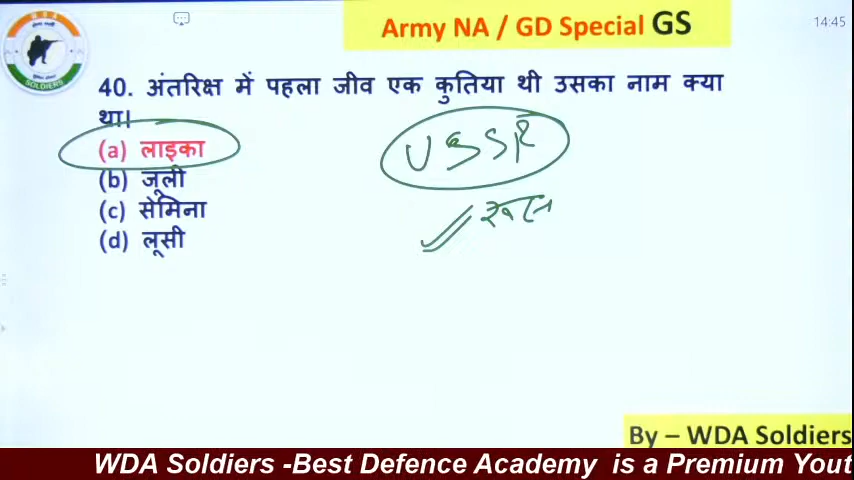 Army NA / GD Special GS
14:45
SOLDIERS
40. अंतरिक्ष में पहला जीव एक कुतिया थी उसका नाम क्या
था।
(a) लाइका
USSR
(b) जूली
(c) सेमिना
रूस
(d) लूसी
By – WDA Soldiers
WDA Soldiers -Best Defence Academy is a Premium Yout